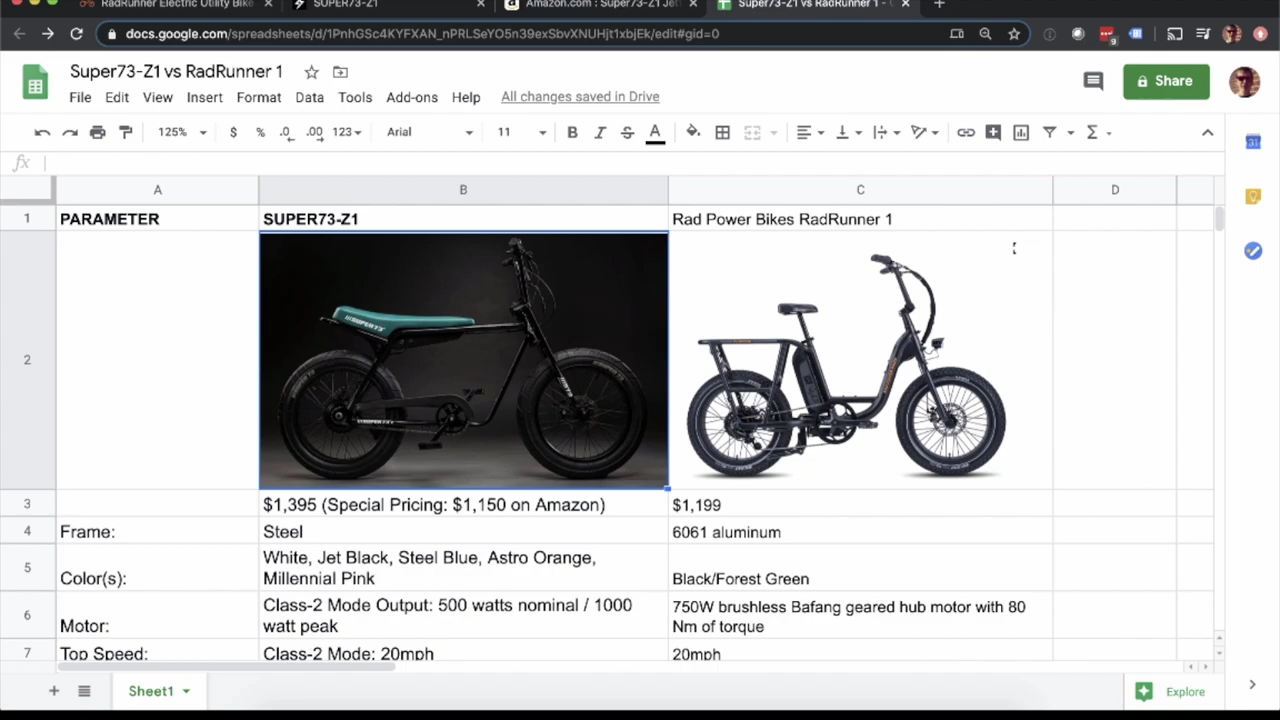 RadRunner Electric Utility Bike
SUPER73-Z1
Amazon.com : Super73-Z1 Jet
Super73-Z1 vs RadRunner 1 -
docs.google.com/spreadsheets/d/1PnhGSc4KYFXAN_nPRLSeYO5n39exSbvXNUHjt1xbjEk/edit#gid=0
9
Super73-Z1 vs RadRunner 1
Share
File Edit View Insert Format Data Tools Add-ons Help All changes saved in Drive
125% $ % .0 .00 123 Arial 11 B I S A
31
fx
A B C D
1 PARAMETER SUPER73-Z1 Rad Power Bikes RadRunner 1
2
SUPER73
3 $1,395 (Special Pricing: $1,150 on Amazon) $1,199
4 Frame: Steel 6061 aluminum
White, Jet Black, Steel Blue, Astro Orange,
5 Color(s): Millennial Pink Black/Forest Green
Class-2 Mode Output: 500 watts nominal / 1000 750W brushless Bafang geared hub motor with 80
6 Motor: watt peak Nm of torque
7 Top Speed: Class-2 Mode: 20mph 20mph
Sheet1 Explore